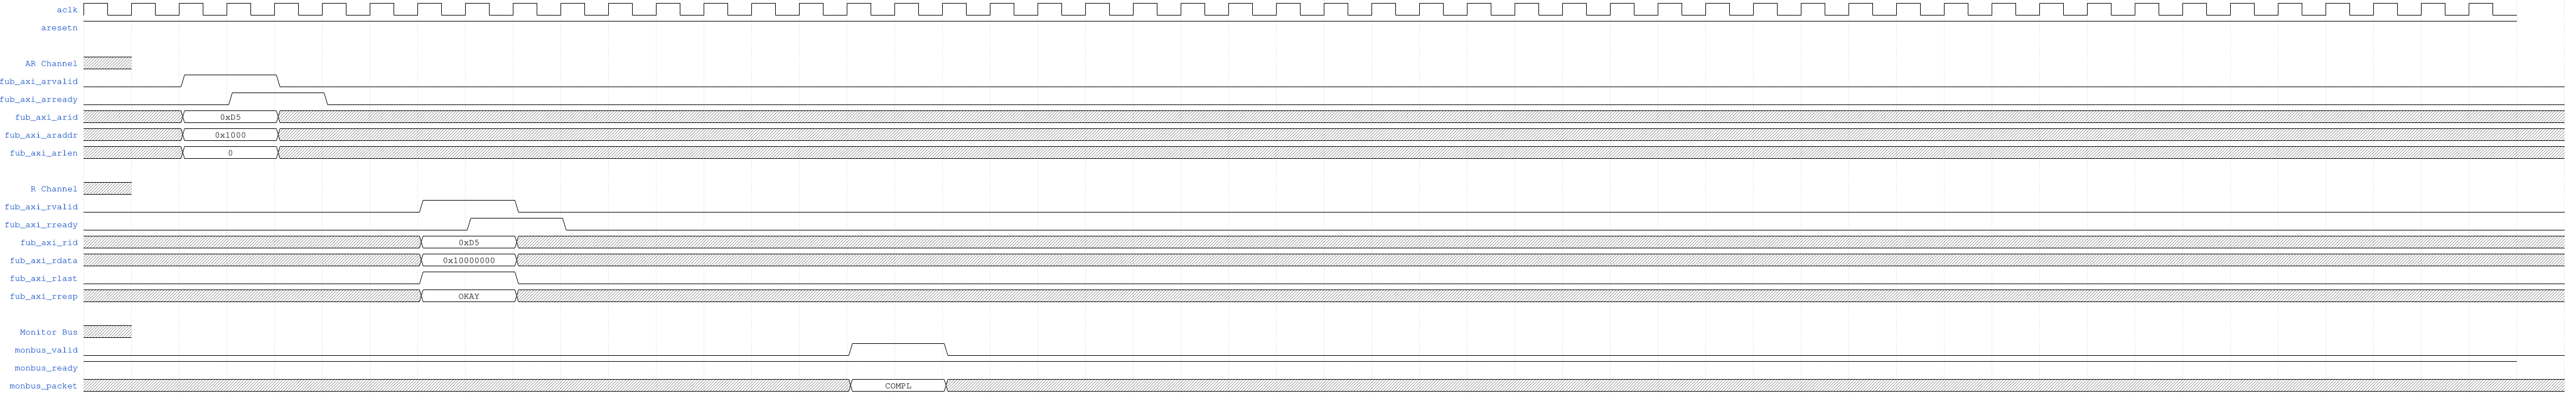 aclk
aresetn
AR Channel
fub_axi_arvalid
fub_axi_arready
fub_axi_arid 0xD5
fub_axi_araddr 0x1000
fub_axi_arlen 0
R Channel
fub_axi_rvalid
fub_axi_rready
fub_axi_rid 0xD5
fub_axi_rdata 0x10000000
fub_axi_rlast
fub_axi_rresp OKAY
Monitor Bus
monbus_valid
monbus_ready
monbus_packet COMPL